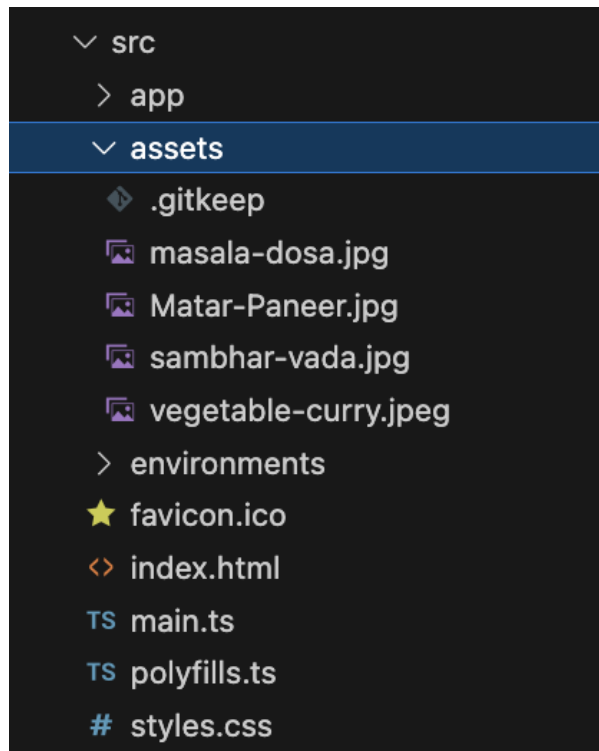 src
app
assets
.gitkeep
masala-dosa.jpg
Matar-Paneer.jpg
sambhar-vada.jpg
vegetable-curry.jpeg
environments
favicon.ico
<> index.html
TS main.ts
TS polyfills.ts
# styles.css